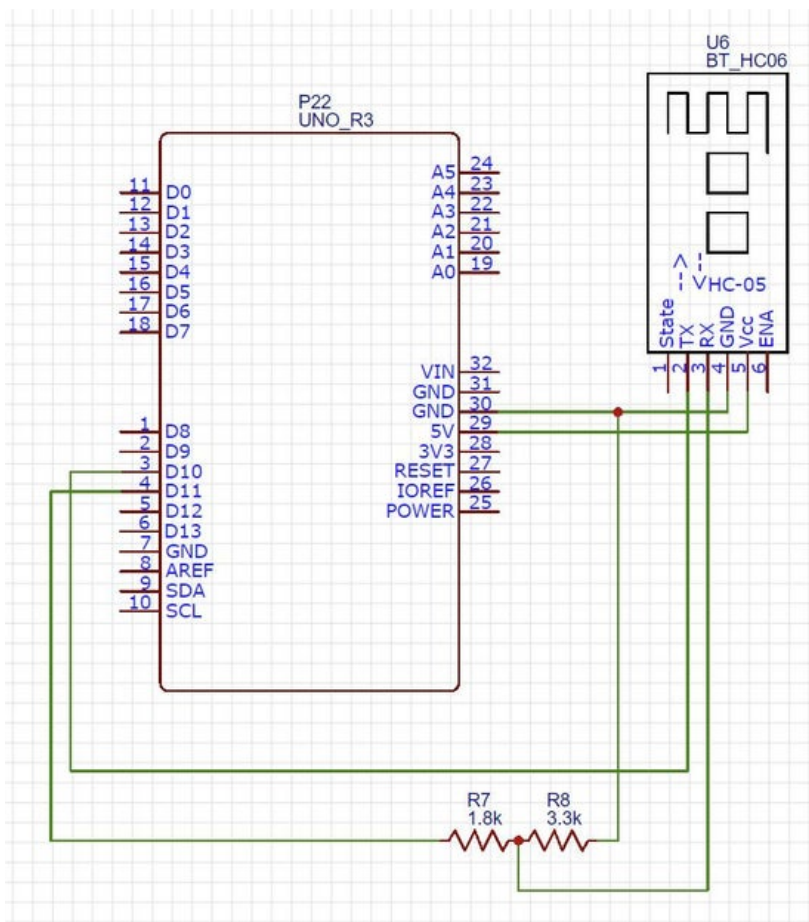 U6
BT_HC06
P22
UNO_R3
11 D0
12 D1
13 D2
14 D3
15 D4
16 D5
17 D6
18 D7
1 D8
2 D9
3 D10
4 D11
5 D12
6 D13
7 GND
8 AREF
9 SDA
10 SCL
A5 24
A4 23
A3 22
A2 21
A1 20
A0 19
VIN 32
GND 31
GND 30
5V 29
3V3 28
RESET 27
IOREF 26
POWER 25
HC-05
State 1
TX 2
RX 3
GND 4
Vcc 5
ENA 6
R7
1.8k
R8
3.3k